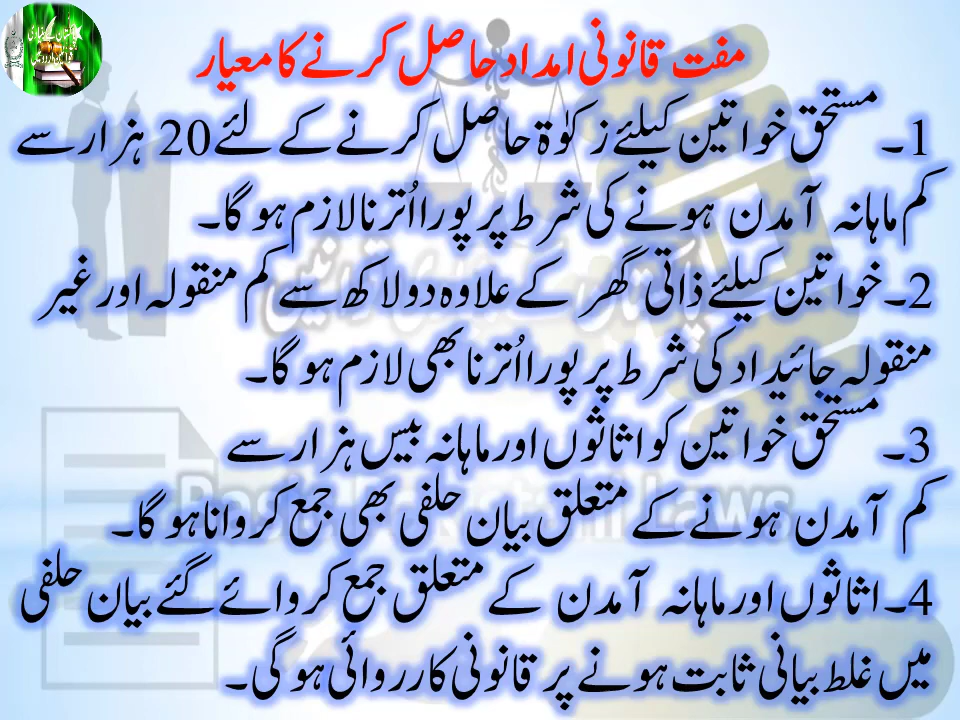 مفت قانونی امداد حاصل کرنے کا معیار
1۔ مستحق خواتین کیلئے زکوٰۃ حاصل کرنے کے لئے 20 ہزار سے
کم ماہانہ آمدن ہونے کی شرط پر پورا اُترنا لازم ہو گا۔
2۔ خواتین کیلئے ذاتی گھر کے علاوہ دو لاکھ سے کم منقولہ اور غیر
منقولہ جائیداد کی شرط پر پورا اُترنا بھی لازم ہو گا۔
3۔ مستحق خواتین کو اثاثوں اور ماہانہ بیس ہزار سے
کم آمدن ہونے کے متعلق بیان حلفی بھی جمع کروانا ہو گا۔
4۔ اثاثوں اور ماہانہ آمدن کے متعلق جمع کروائے گئے بیان حلفی
میں غلط بیانی ثابت ہونے پر قانونی کارروائی ہو گی۔